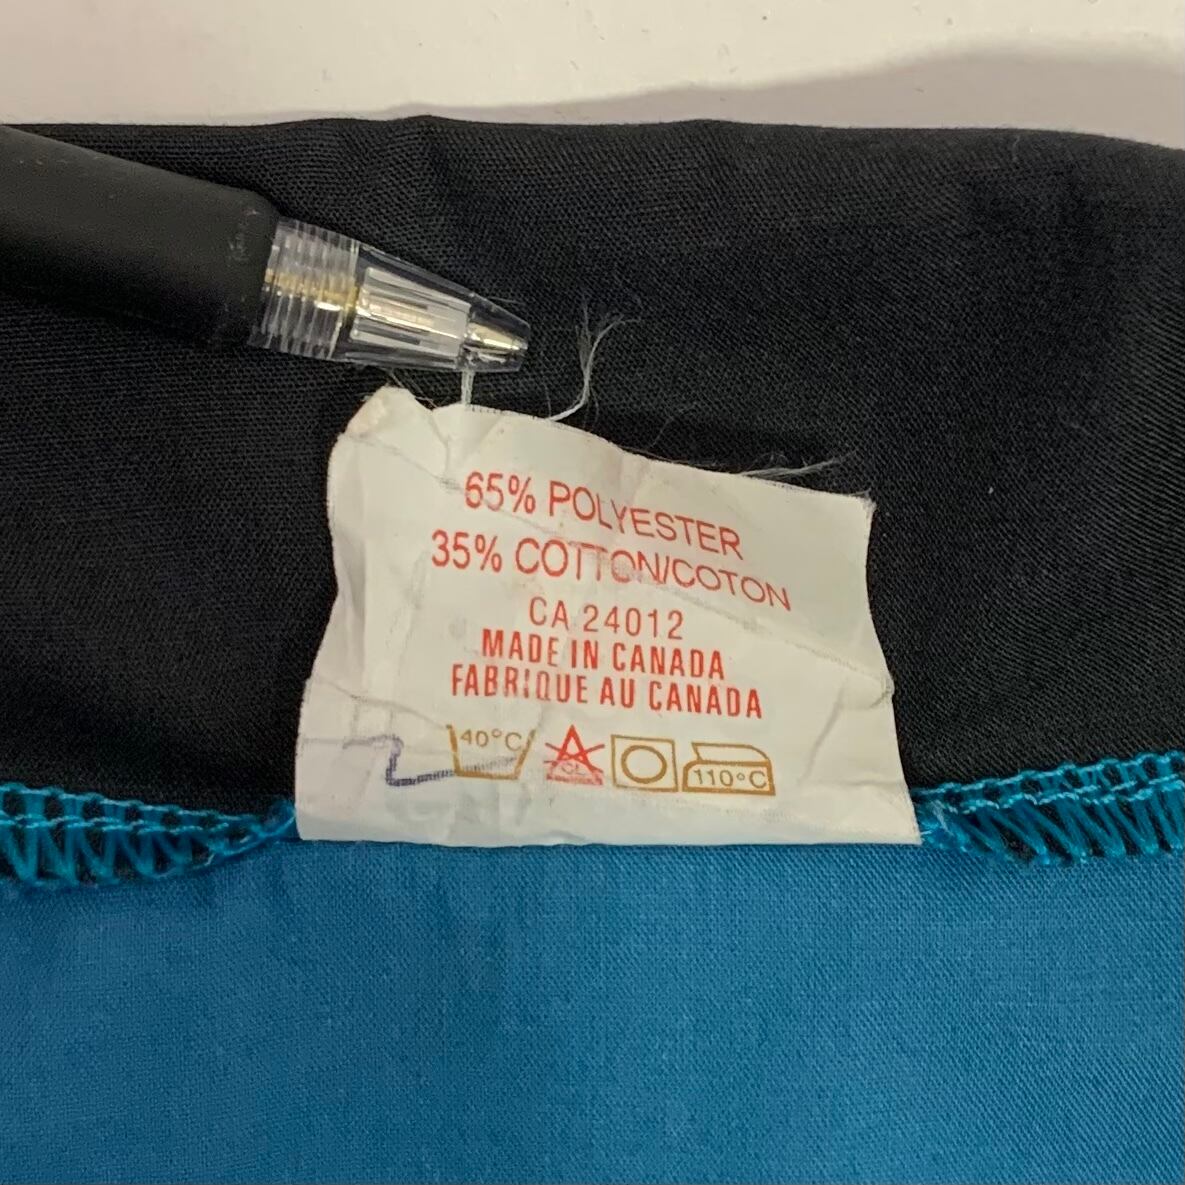 65% POLYESTER
35% COTTON/COTON
CA 24012
MADE IN CANADA
FABRIQUE AU CANADA
40°C CL 110°C